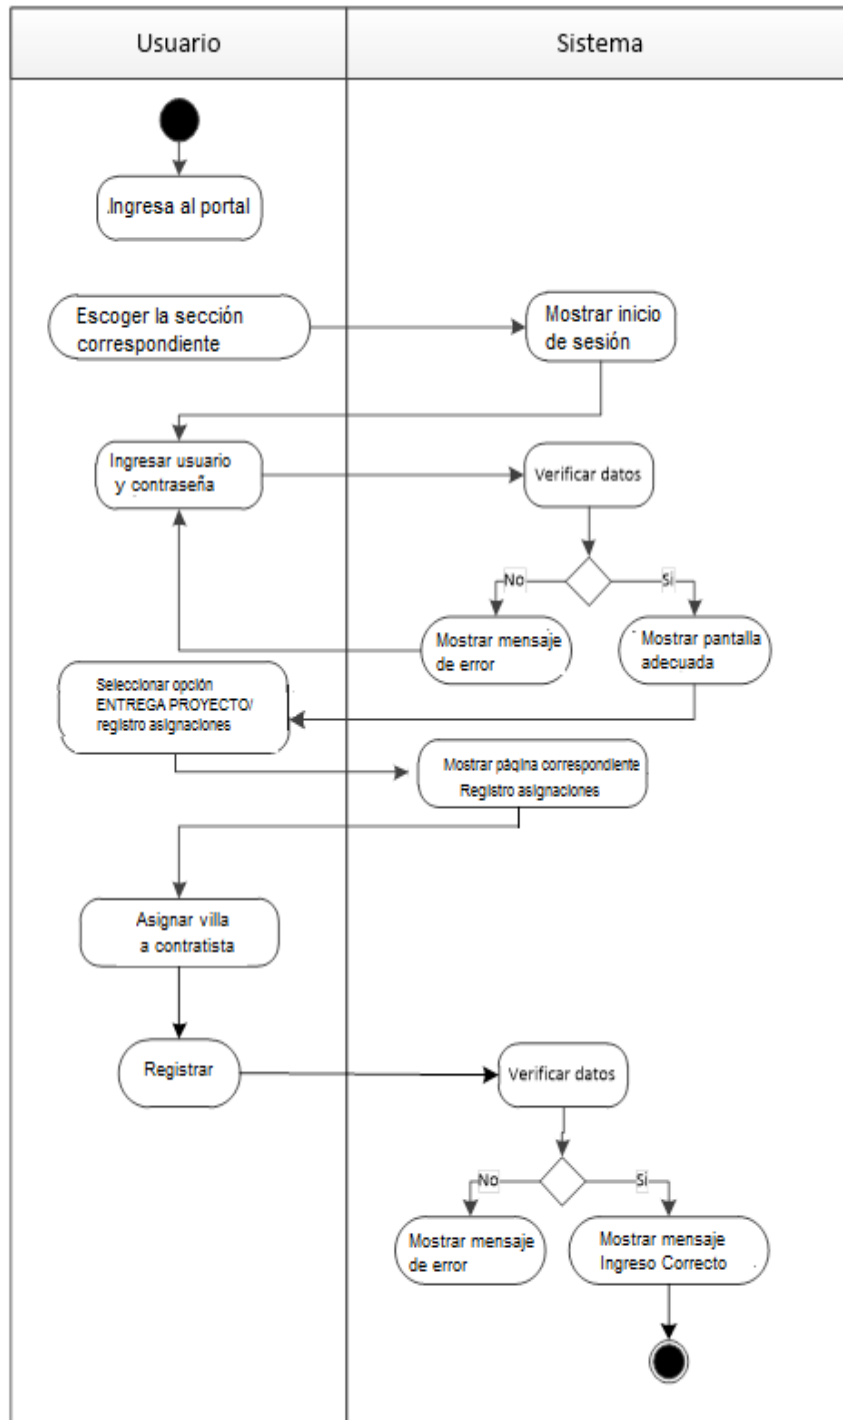 Usuario
Sistema
.Ingresa al portal
Escoger la sección
correspondiente
Mostrar inicio
de sesión
Ingresar usuario
y contraseña
Verificar datos
No
Si
Mostrar mensaje
de error
Mostrar pantalla
adecuada
Seleccionar opción
ENTREGA PROYECTO/
registro asignaciones
Mostrar página correspondiente
Registro asignaciones
Asignar villa
a contratista
Registrar
Verificar datos
No
Si
Mostrar mensaje
de error
Mostrar mensaje
Ingreso Correcto